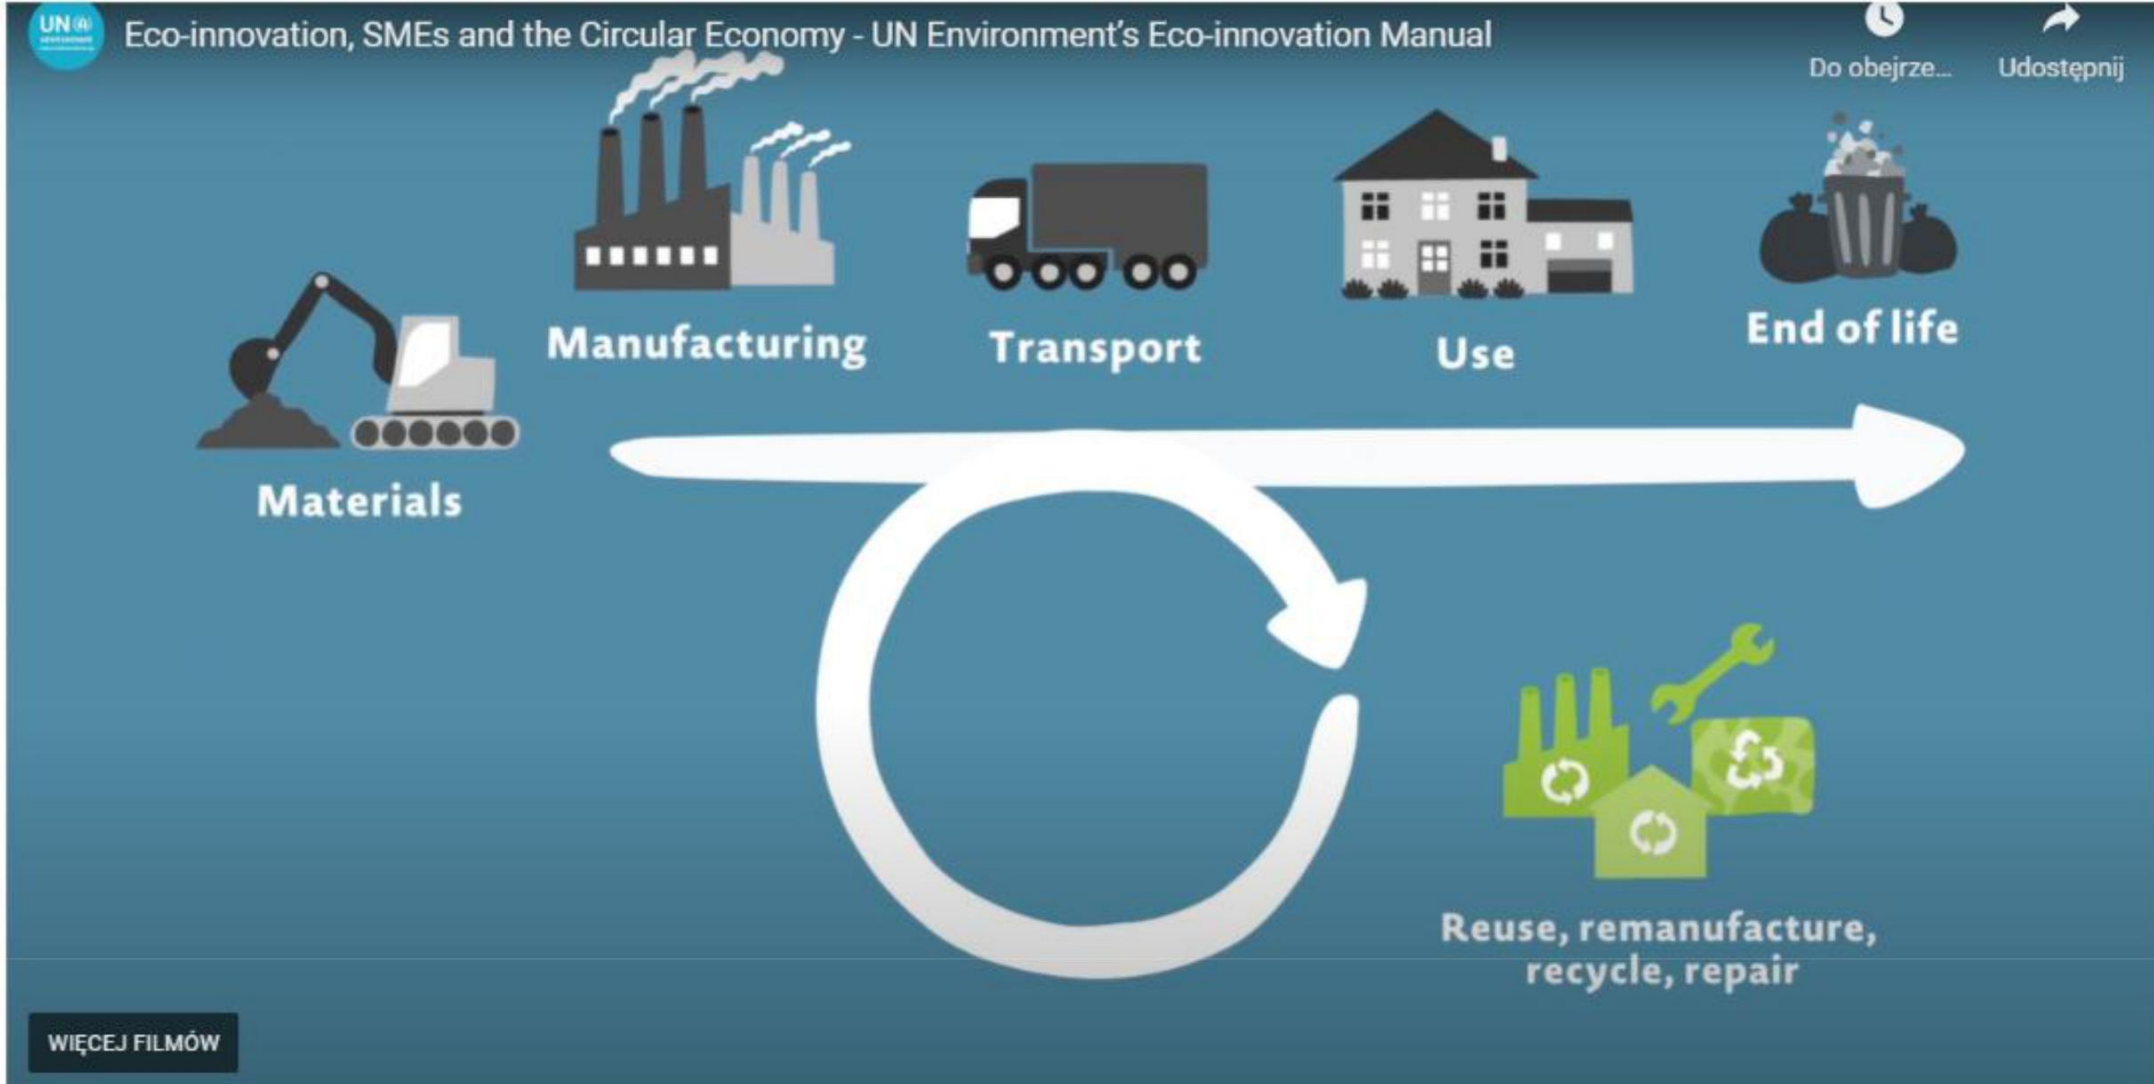 UN
Eco-innovation, SMEs and the Circular Economy - UN Environment's Eco-innovation Manual
Do obejrze...
Udostępnij
Manufacturing
Transport
Use
End of life
Materials
Reuse, remanufacture,
recycle, repair
WIĘCEJ FILMÓW